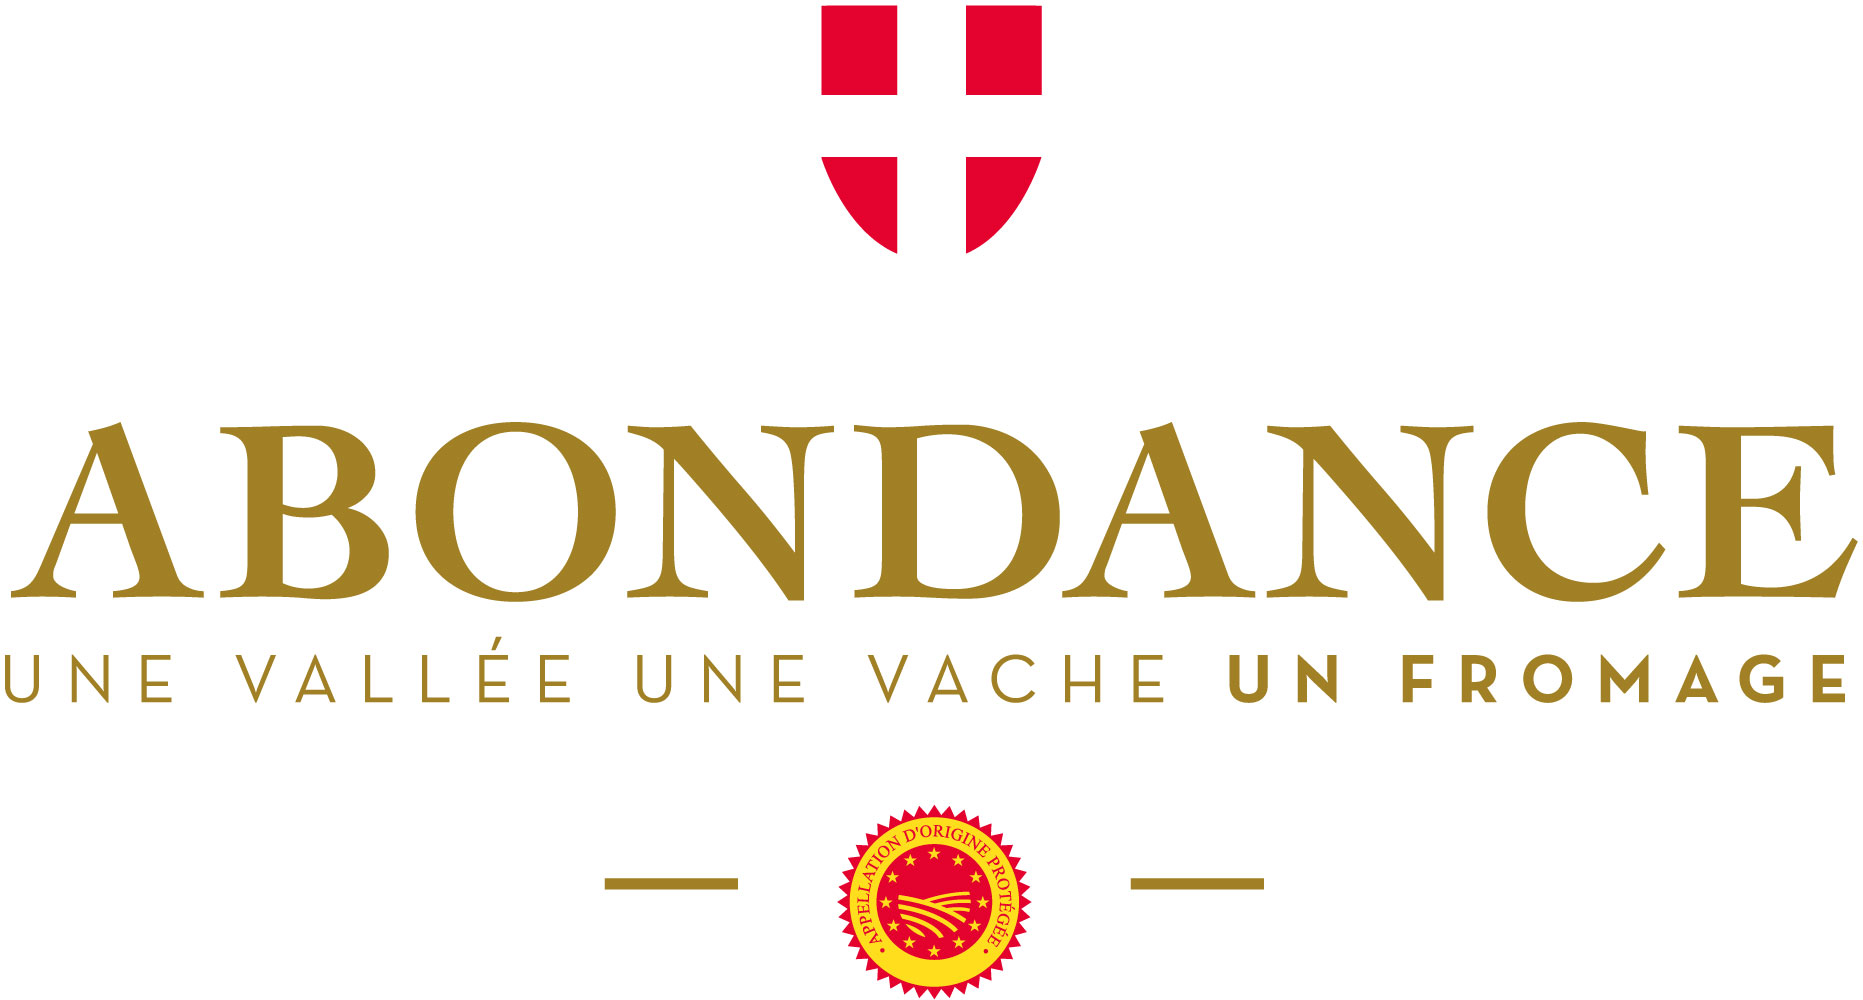 ABONDANCE
UNE VALLÉE UNE VACHE UN FROMAGE
• APPELLATION D'ORIGINE PROTÉGÉE •